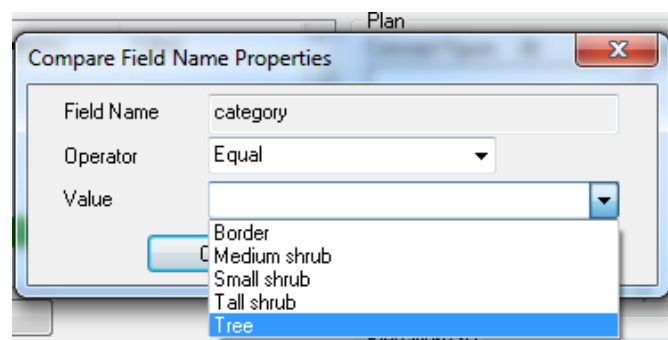 Plan
Compare Field Name Properties
Field Name category
Operator Equal
Value
Border
Medium shrub
Small shrub
Tall shrub
Tree